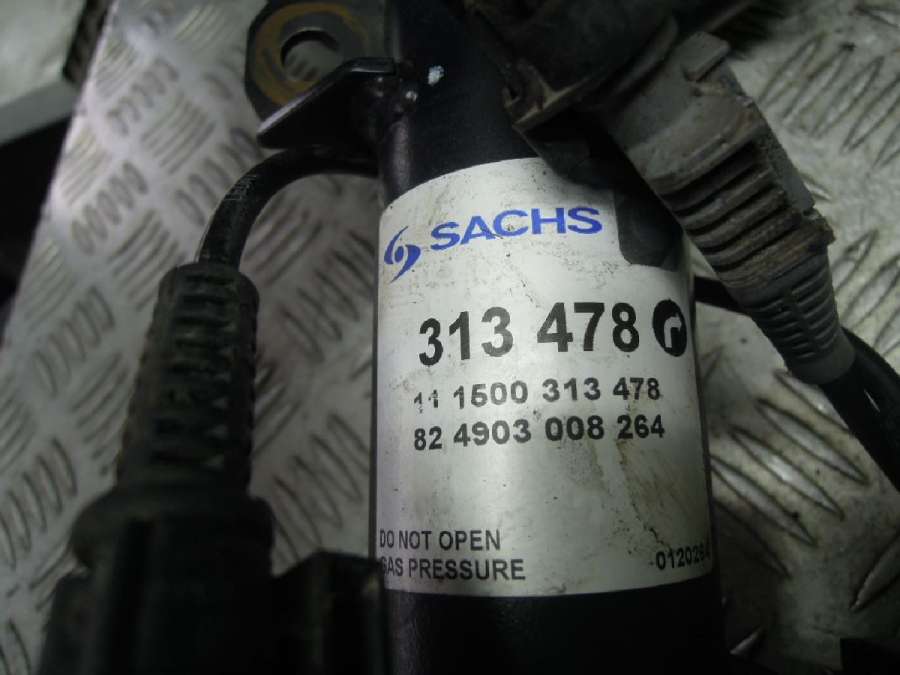 SACHS
313 478 r
11 1500 313 478
82 4903 008 264
DO NOT OPEN
GAS PRESSURE